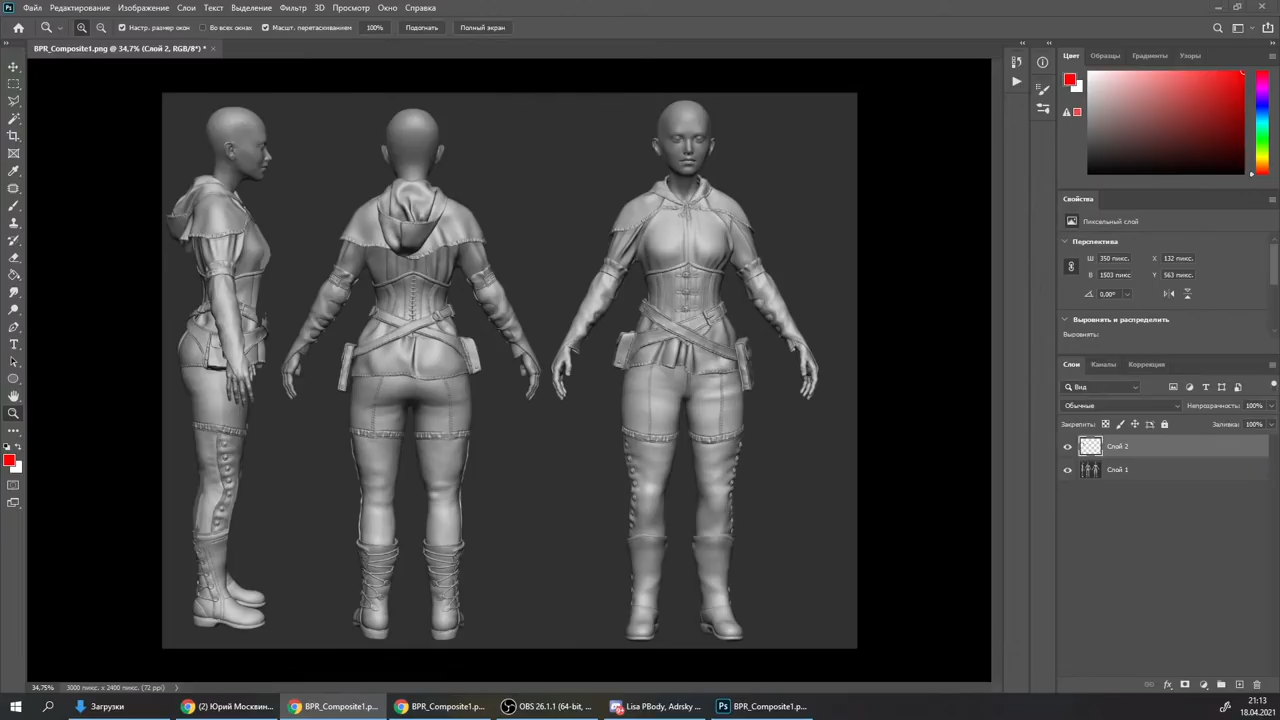 Файл Редактирование Изображение Слои Текст Выделение Фильтр 3D Просмотр Окно Справка
Настр. размер окон Во всех окнах Масшт. перетаскиванием 100% Подогнать Полный экран
BPR_Composite1.png @ 34,7% (Слой 2, RGB/8*) *
Цвет Образцы Градиенты Узоры
Свойства
Пиксельный слой
Перспектива
Ш 350 пикс. X 132 пикс.
В 1503 пикс. Y 563 пикс.
0,00°
Выровнять и распределить
Выровнять:
Слои Каналы Коррекция
Вид
Обычные Непрозрачность: 100%
Закрепить: Заливка: 100%
Слой 2
Слой 1
34,75% 3000 пикс. x 2400 пикс. (72 ppi)
Загрузки (2) Юрий Москвин... BPR_Composite1.p... BPR_Composite1.p... OBS 26.1.1 (64-bit, ... Lisa PBody, Adrsky ... BPR_Composite1.p...
21:13
18.04.2021